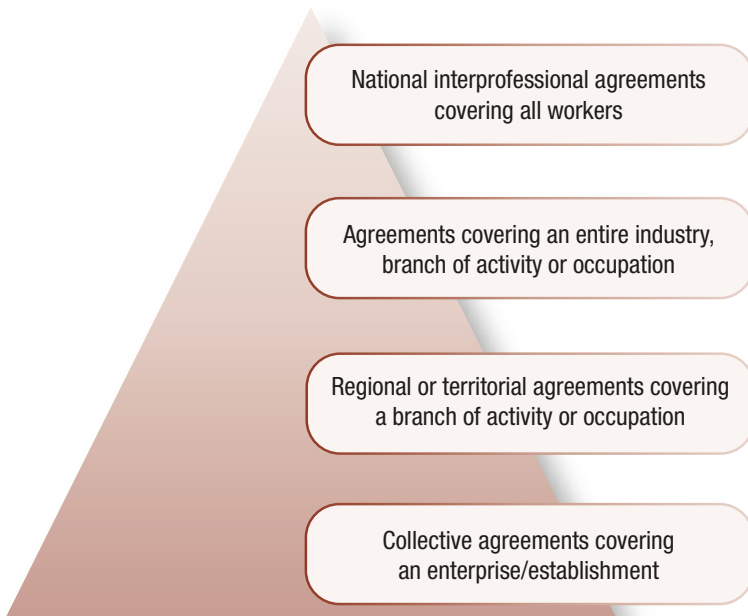 National interprofessional agreements
covering all workers
Agreements covering an entire industry,
branch of activity or occupation
Regional or territorial agreements covering
a branch of activity or occupation
Collective agreements covering
an enterprise/establishment